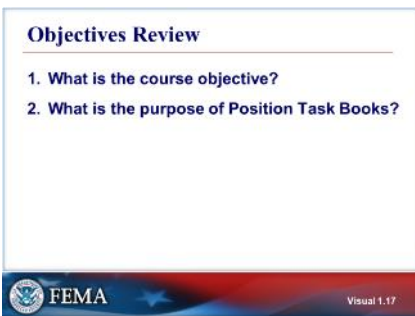 Objectives Review
1. What is the course objective?
2. What is the purpose of Position Task Books?
FEMA
Visual 1.17